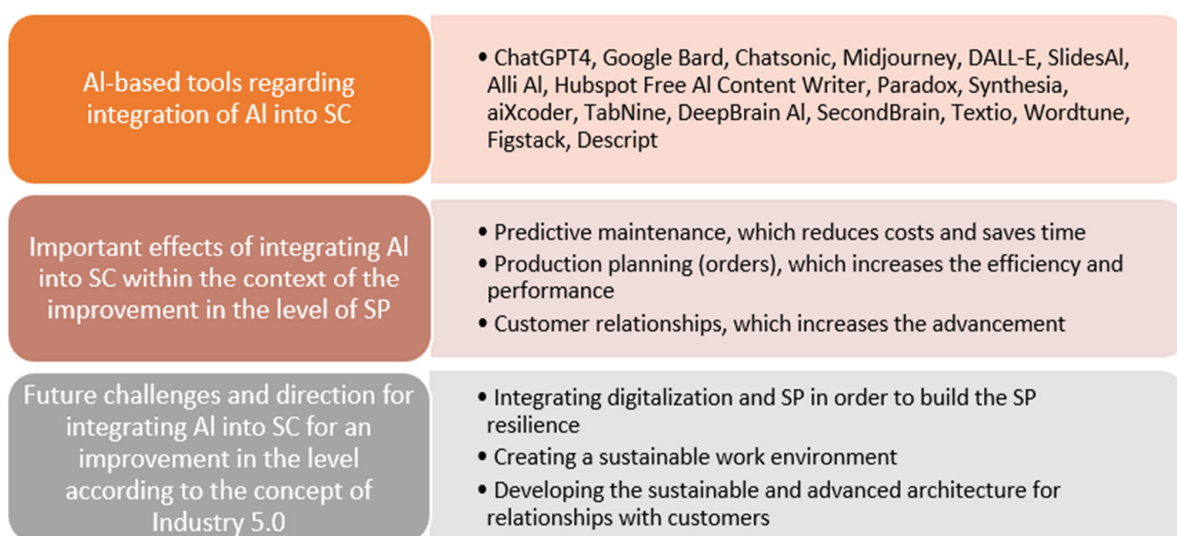 AI-based tools regarding
integration of AI into SC
• ChatGPT4, Google Bard, Chatsonic, Midjourney, DALL-E, SlidesAI,
Alli AI, Hubspot Free AI Content Writer, Paradox, Synthesia,
aiXcoder, TabNine, DeepBrain AI, SecondBrain, Textio, Wordtune,
Figstack, Descript
Important effects of integrating AI
into SC within the context of the
improvement in the level of SP
• Predictive maintenance, which reduces costs and saves time
• Production planning (orders), which increases the efficiency and
performance
• Customer relationships, which increases the advancement
Future challenges and direction for
integrating AI into SC for an
improvement in the level
according to the concept of
Industry 5.0
• Integrating digitalization and SP in order to build the SP
resilience
• Creating a sustainable work environment
• Developing the sustainable and advanced architecture for
relationships with customers